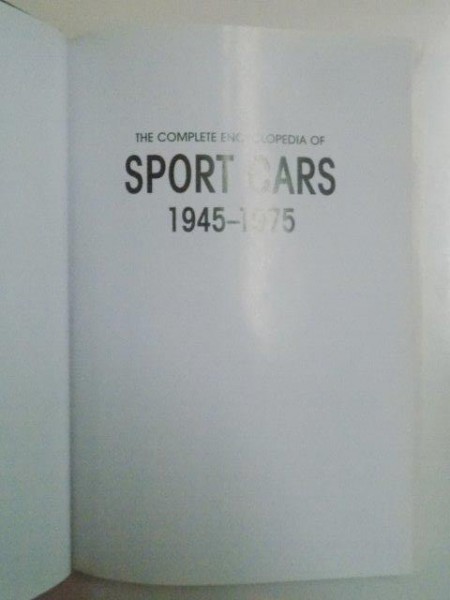 THE COMPLETE ENCYCLOPEDIA OF
SPORT CARS
1945–1975